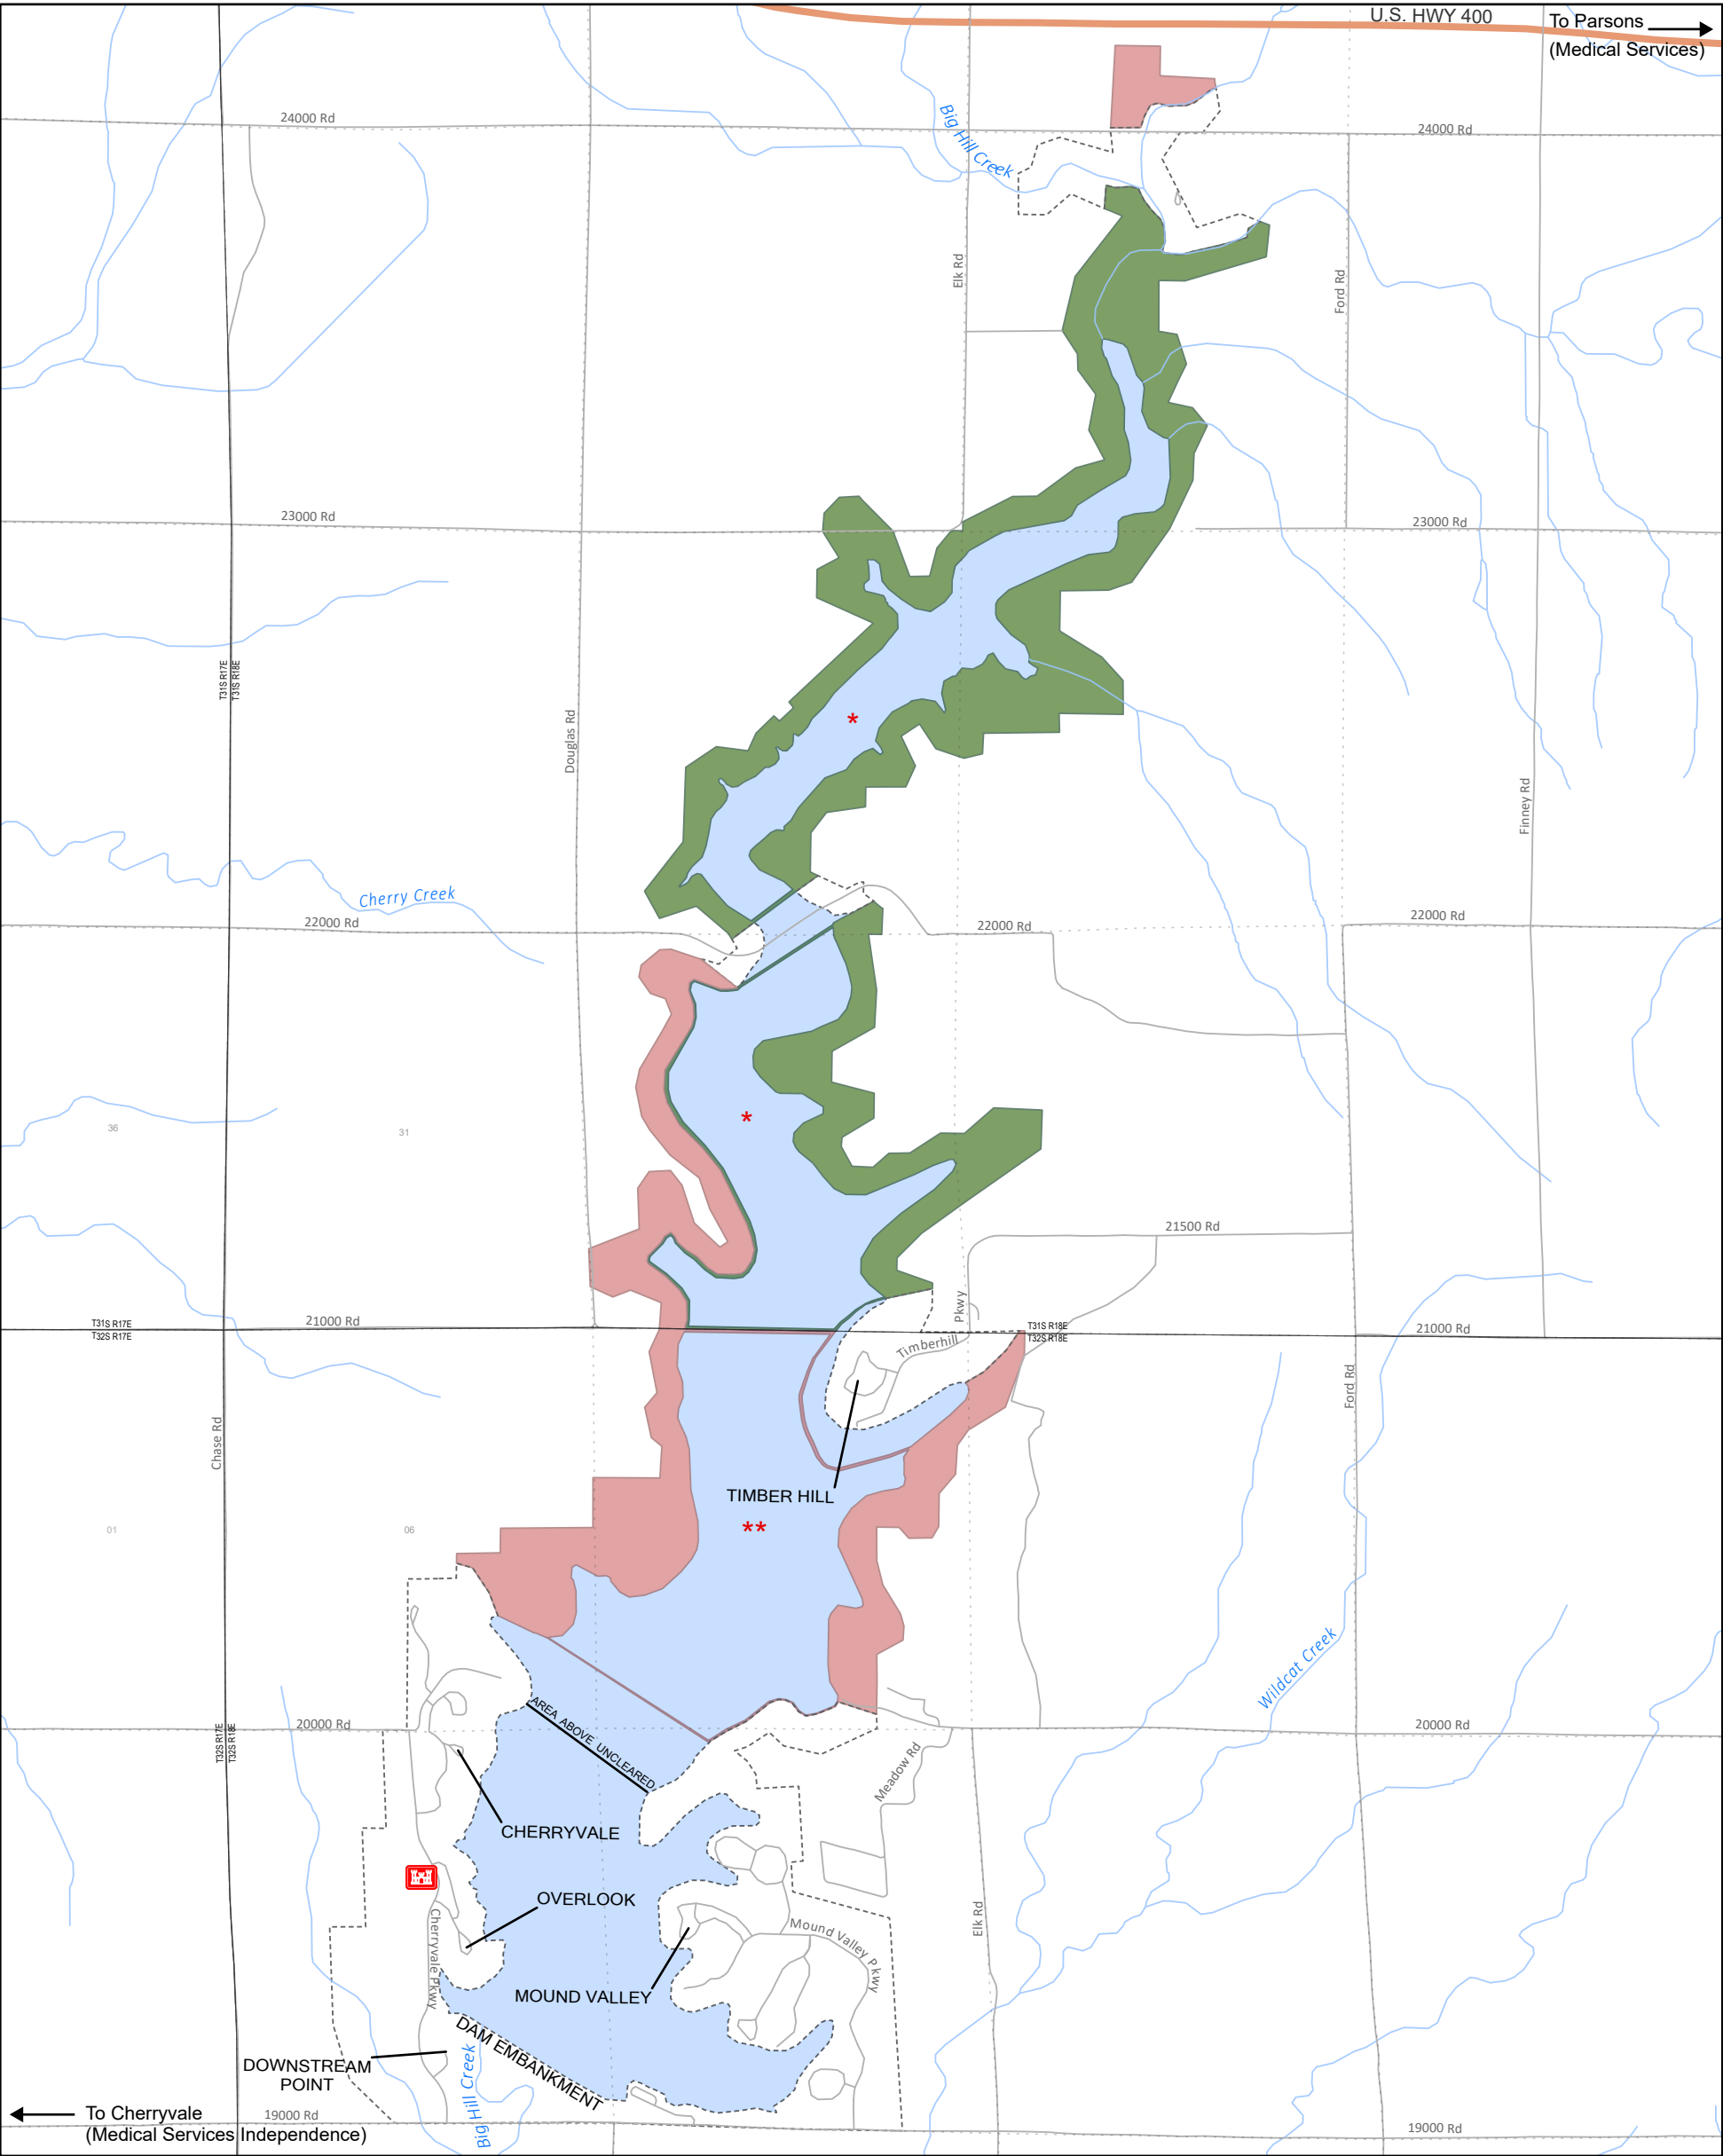 U.S. HWY 400
To Parsons
(Medical Services)
24000 Rd
24000 Rd
Big Hill Creek
Elk Rd
Ford Rd
23000 Rd
23000 Rd
T31S R17E
T31S R18E
*
Douglas Rd
Finney Rd
Cherry Creek
22000 Rd
22000 Rd
22000 Rd
*
36
31
21500 Rd
T31S R17E
T32S R17E
21000 Rd
Timberhill Pkwy
T31S R18E
T32S R18E
21000 Rd
Ford Rd
Chase Rd
TIMBER HILL
**
01
06
Wildcat Creek
AREA ABOVE UNCLEARED
T32S R17E
T32S R18E
20000 Rd
20000 Rd
Meadow Rd
CHERRYVALE
OVERLOOK
Cherryvale Pkwy
Mound Valley Pkwy
Elk Rd
MOUND VALLEY
DAM EMBANKMENT
DOWNSTREAM
POINT
Big Hill Creek
To Cherryvale
(Medical Services Independence)
19000 Rd
19000 Rd